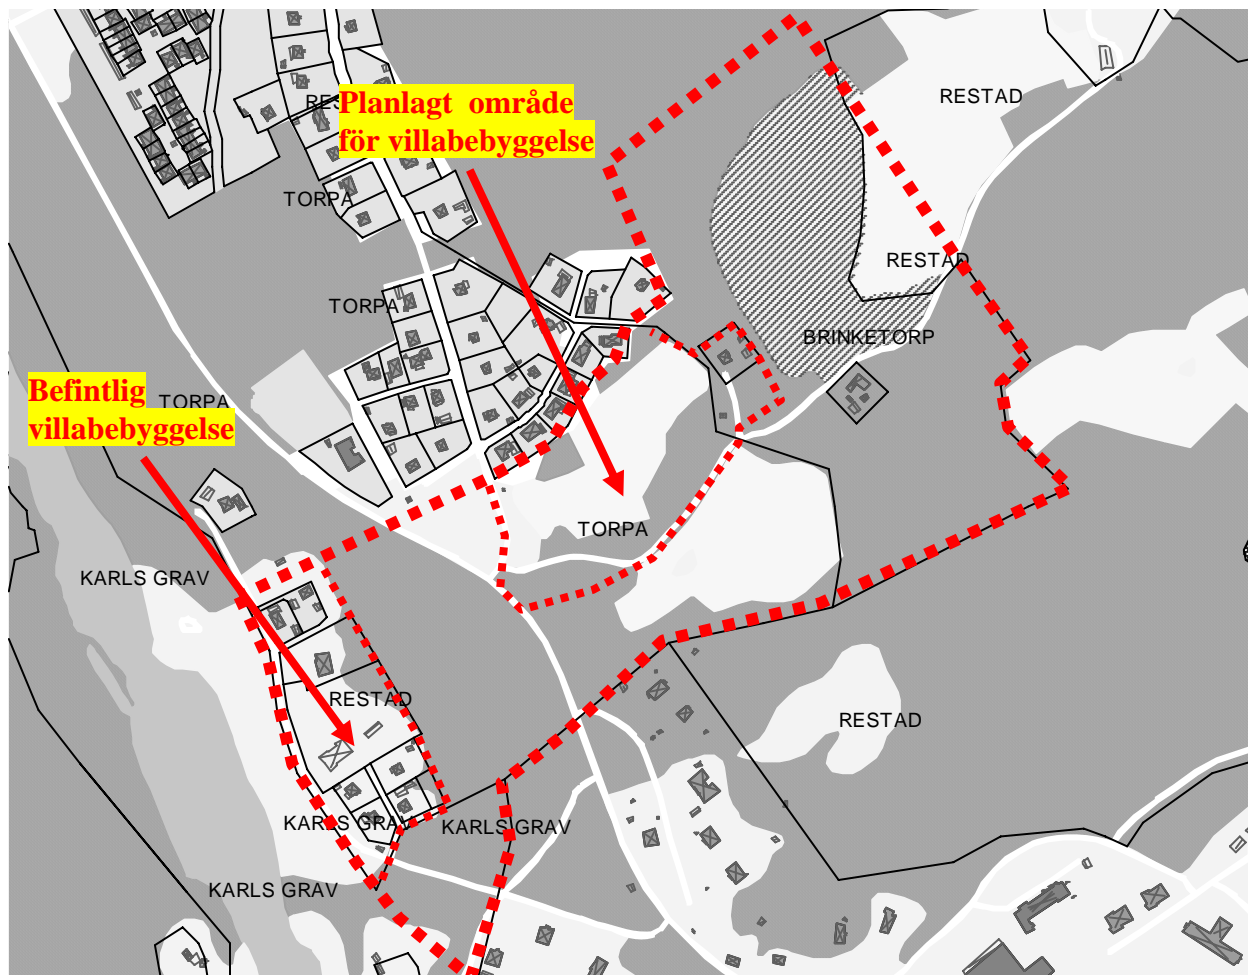 RESTAD
Planlagt område
för villabebyggelse
TORPA
RESTAD
TORPA
BRINKETORP
Befintlig
villabebyggelse
TORPA
TORPA
KARLS GRAV
RESTAD
RESTAD
KARLS GRAV
KARLS GRAV
KARLS GRAV